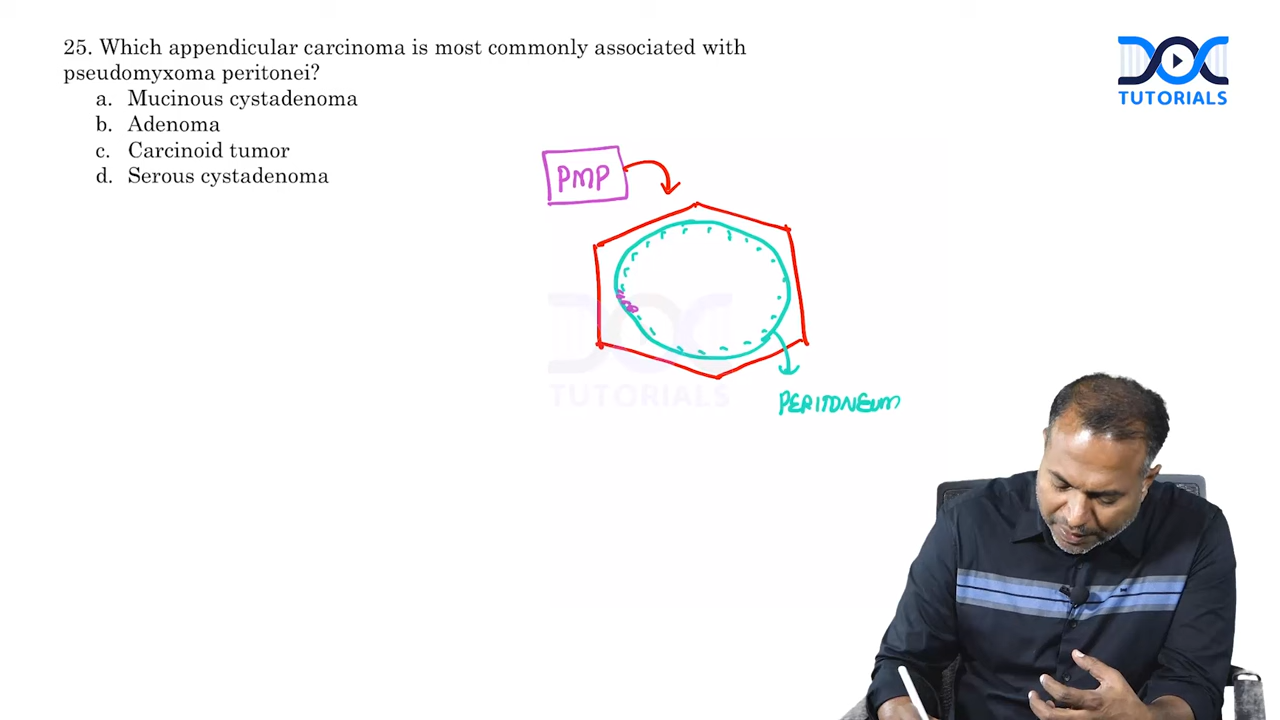 25. Which appendicular carcinoma is most commonly associated with
pseudomyxoma peritonei?
a. Mucinous cystadenoma
b. Adenoma
c. Carcinoid tumor
d. Serous cystadenoma
TUTORIALS
PMP
TUTORIALS
PERITONEUM